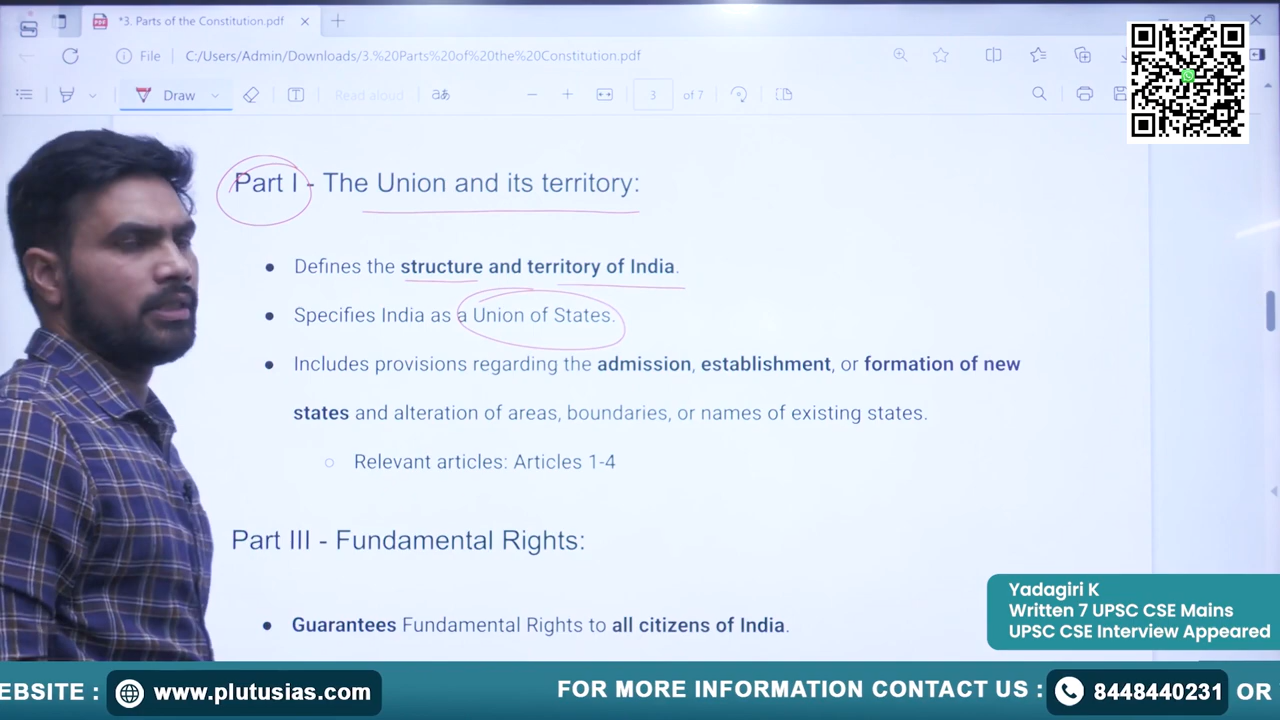 *3. Parts of the Constitution.pdf
File C:/Users/Admin/Downloads/3.%20Parts%20of%20the%20Constitution.pdf
Draw Read aloud aあ 3 of 7
Part I - The Union and its territory:
● Defines the structure and territory of India.
● Specifies India as a Union of States.
● Includes provisions regarding the admission, establishment, or formation of new
states and alteration of areas, boundaries, or names of existing states.
○ Relevant articles: Articles 1-4
Part III - Fundamental Rights:
● Guarantees Fundamental Rights to all citizens of India.
Yadagiri K
Written 7 UPSC CSE Mains
UPSC CSE Interview Appeared
EBSITE : www.plutusias.com FOR MORE INFORMATION CONTACT US : 8448440231 OR